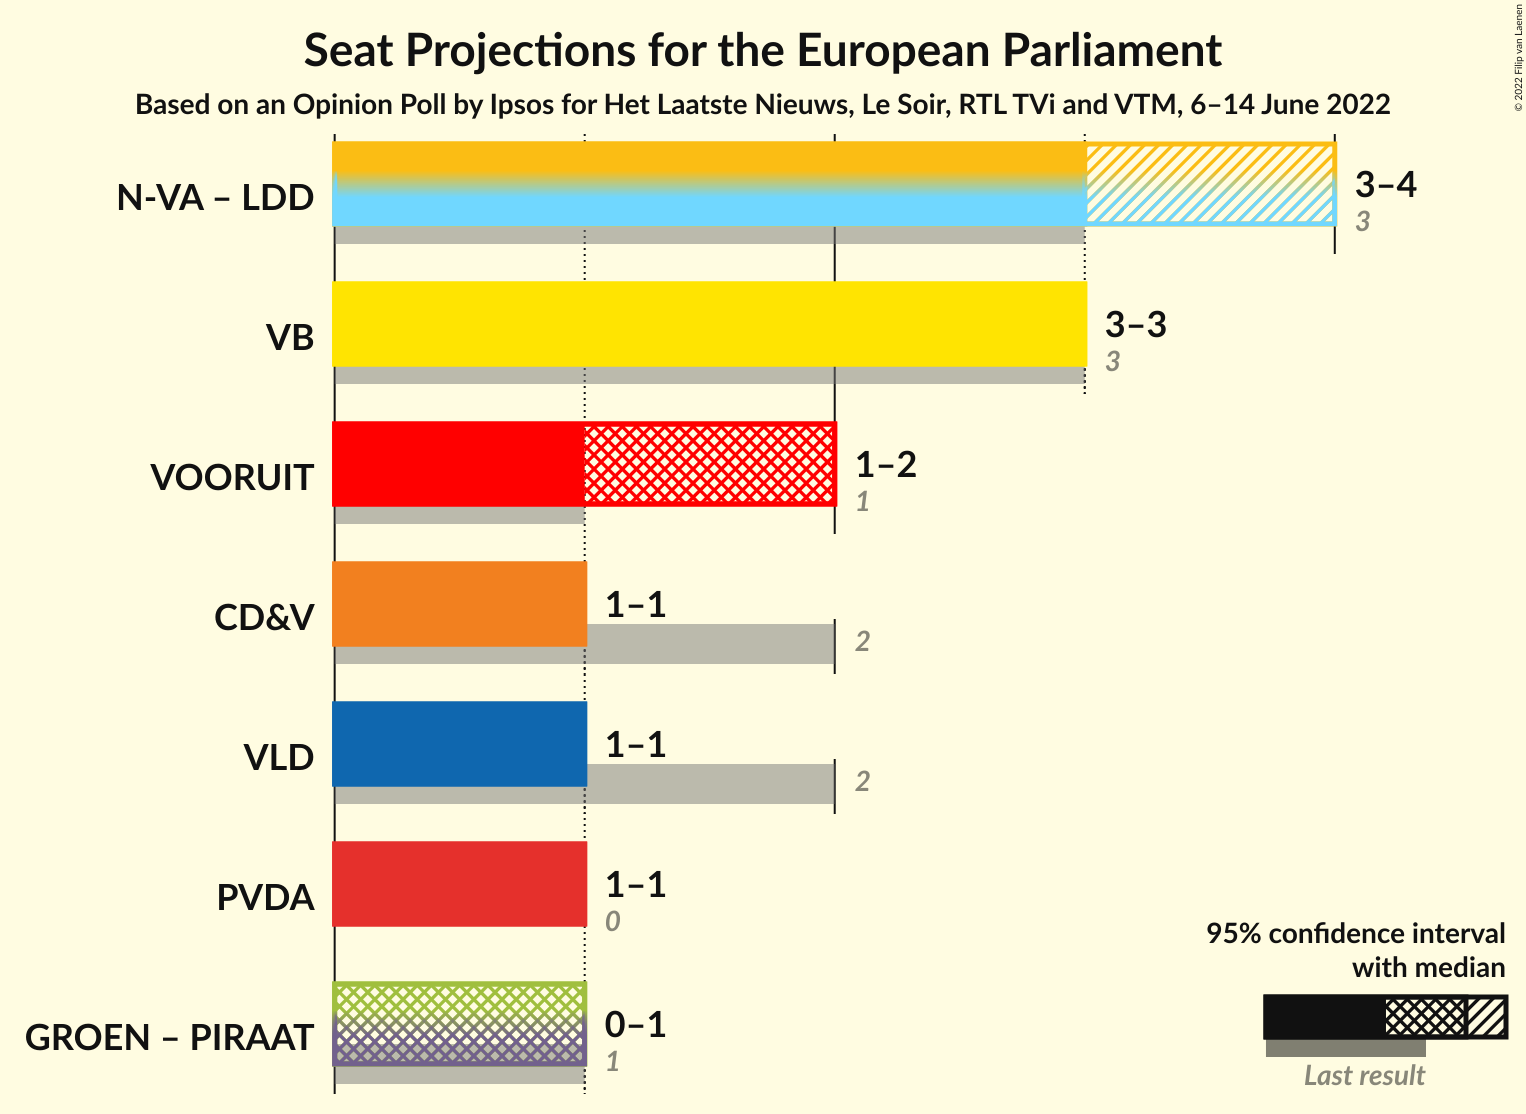 Seat Projections for the European Parliament
Based on an Opinion Poll by Ipsos for Het Laatste Nieuws, Le Soir, RTL TVi and VTM, 6–14 June 2022
© 2022 Filip van Laenen
N-VA – LDD
3–4
3
VB
3–3
3
VOORUIT
1–2
1
CD&V
1–1
2
VLD
1–1
2
PVDA
1–1
0
GROEN – PIRAAT
0–1
1
95% confidence interval
with median
Last result